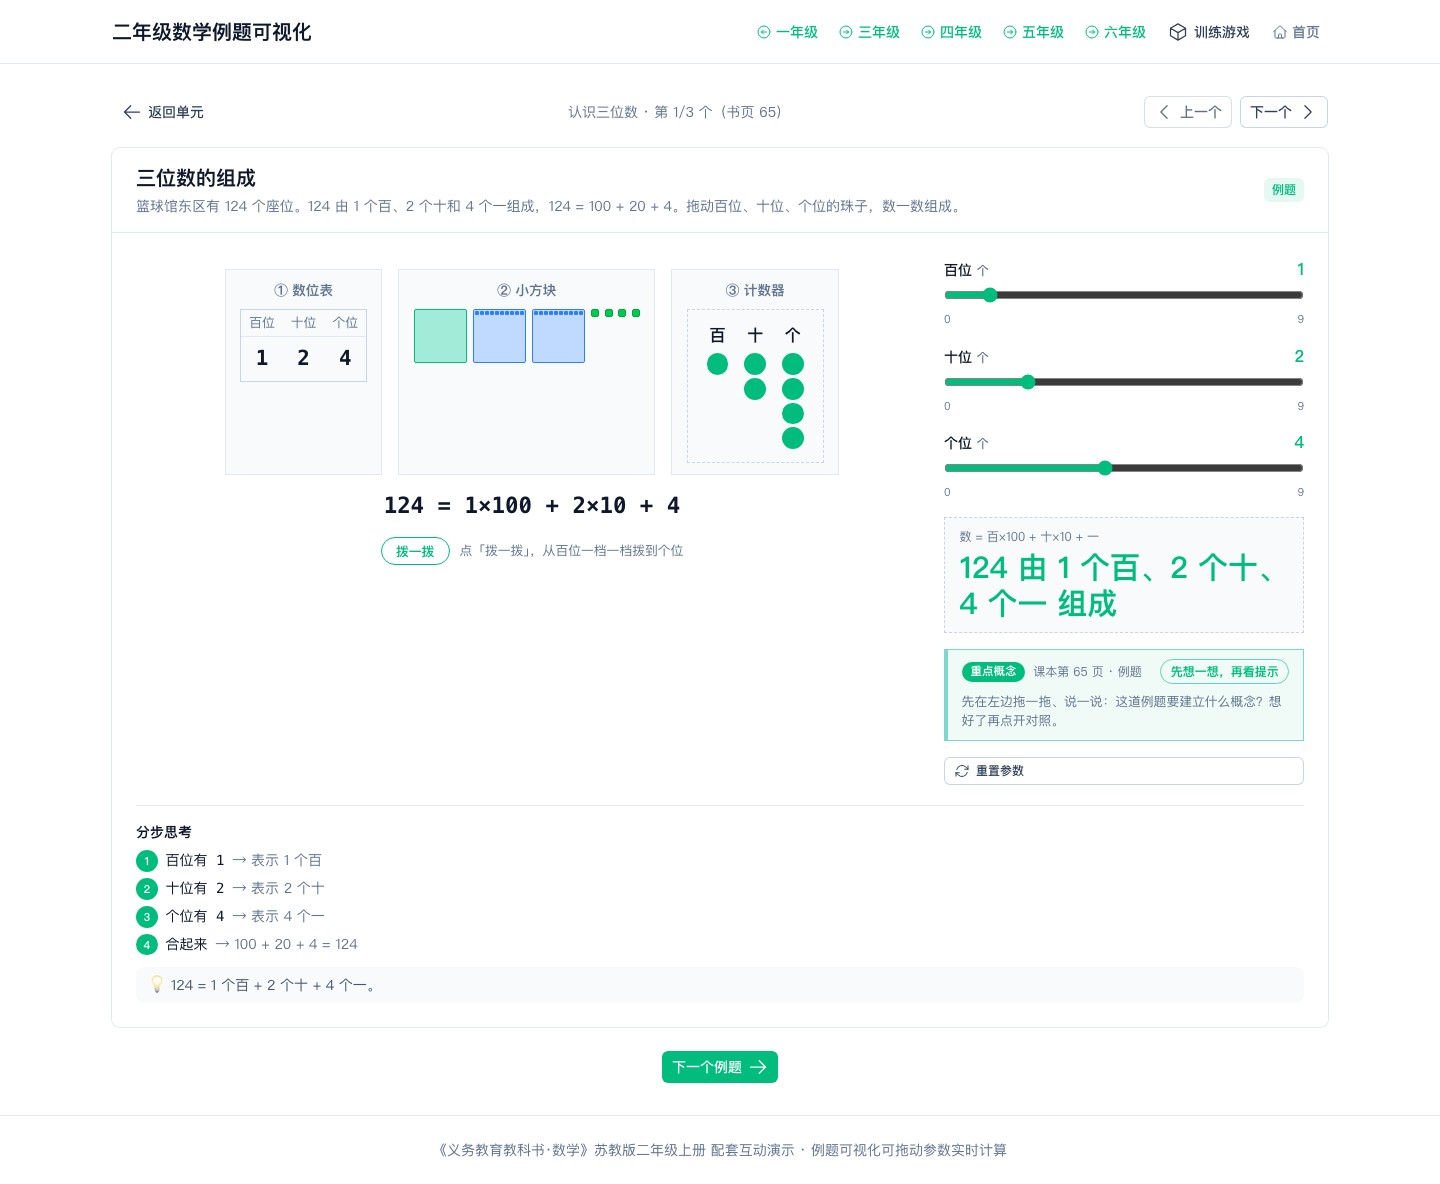 二年级数学例题可视化
一年级 三年级 四年级 五年级 六年级 训练游戏 首页
返回单元
认识三位数 · 第 1/3 个（书页 65）
上一个 下一个
三位数的组成
篮球馆东区有 124 个座位。124 由 1 个百、2 个十和 4 个一组成，124 = 100 + 20 + 4。拖动百位、十位、个位的珠子，数一数组成。
例题
① 数位表
百位 十位 个位
1 2 4
② 小方块
③ 计数器
百 十 个
124 = 1×100 + 2×10 + 4
拨一拨 点「拨一拨」，从百位一档一档拨到个位
百位 个 1
0 9
十位 个 2
0 9
个位 个 4
0 9
数 = 百×100 + 十×10 + 一
124 由 1 个百、2 个十、
4 个一 组成
重点概念 课本第 65 页 · 例题 先想一想，再看提示
先在左边拖一拖、说一说：这道例题要建立什么概念？想
好了再点开对照。
重置参数
分步思考
1 百位有 1 → 表示 1 个百
2 十位有 2 → 表示 2 个十
3 个位有 4 → 表示 4 个一
4 合起来 → 100 + 20 + 4 = 124
💡 124 = 1 个百 + 2 个十 + 4 个一。
下一个例题 →
《义务教育教科书·数学》苏教版二年级上册 配套互动演示 · 例题可视化可拖动参数实时计算